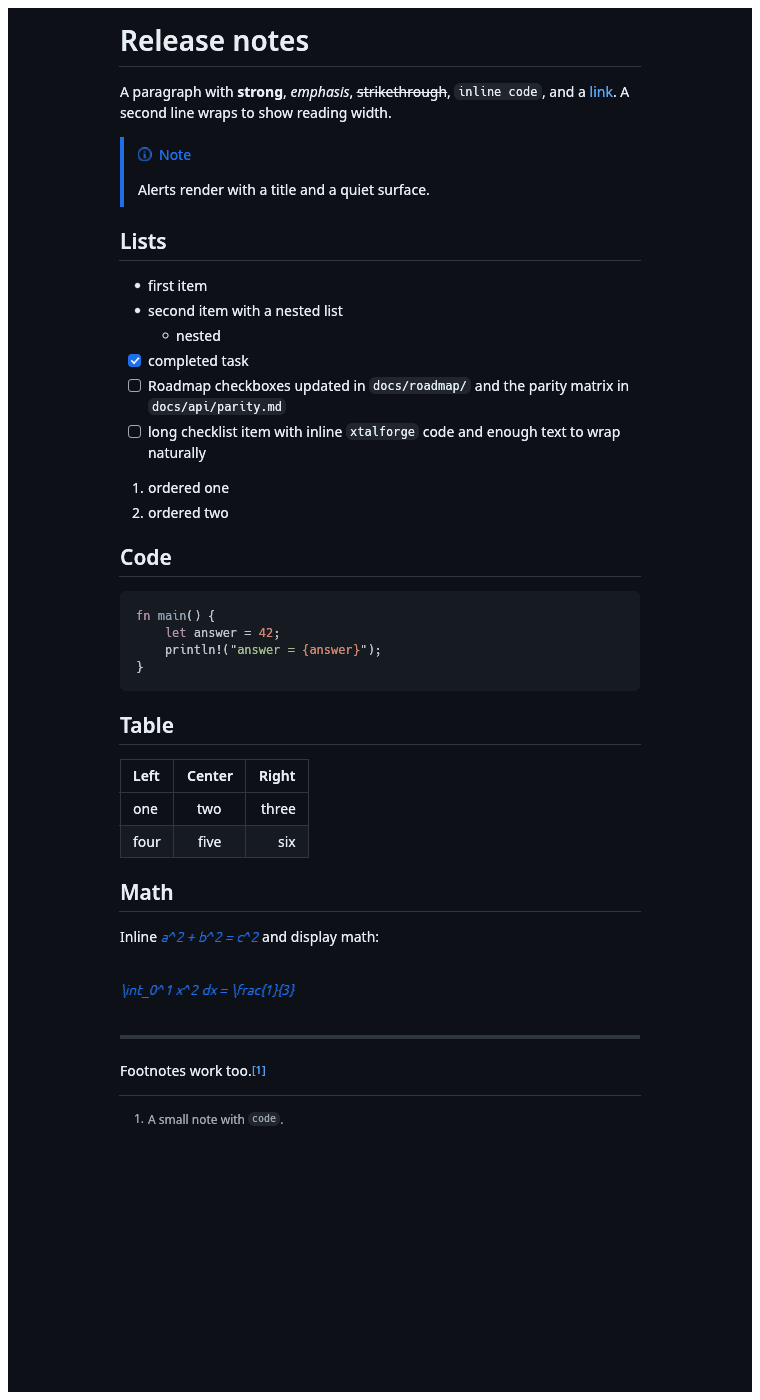 Release notes
A paragraph with strong, emphasis, strikethrough, inline code, and a link. A
second line wraps to show reading width.
Note
Alerts render with a title and a quiet surface.
Lists
first item
second item with a nested list
nested
completed task
Roadmap checkboxes updated in docs/roadmap/ and the parity matrix in
docs/api/parity.md
long checklist item with inline xtalforge code and enough text to wrap
naturally
1. ordered one
2. ordered two
Code
fn main() {
    let answer = 42;
    println!("answer = {answer}");
}
Table
Left Center Right
one two three
four five six
Math
Inline a^2 + b^2 = c^2 and display math:
\int_0^1 x^2 dx = \frac{1}{3}
Footnotes work too.[1]
1. A small note with code.